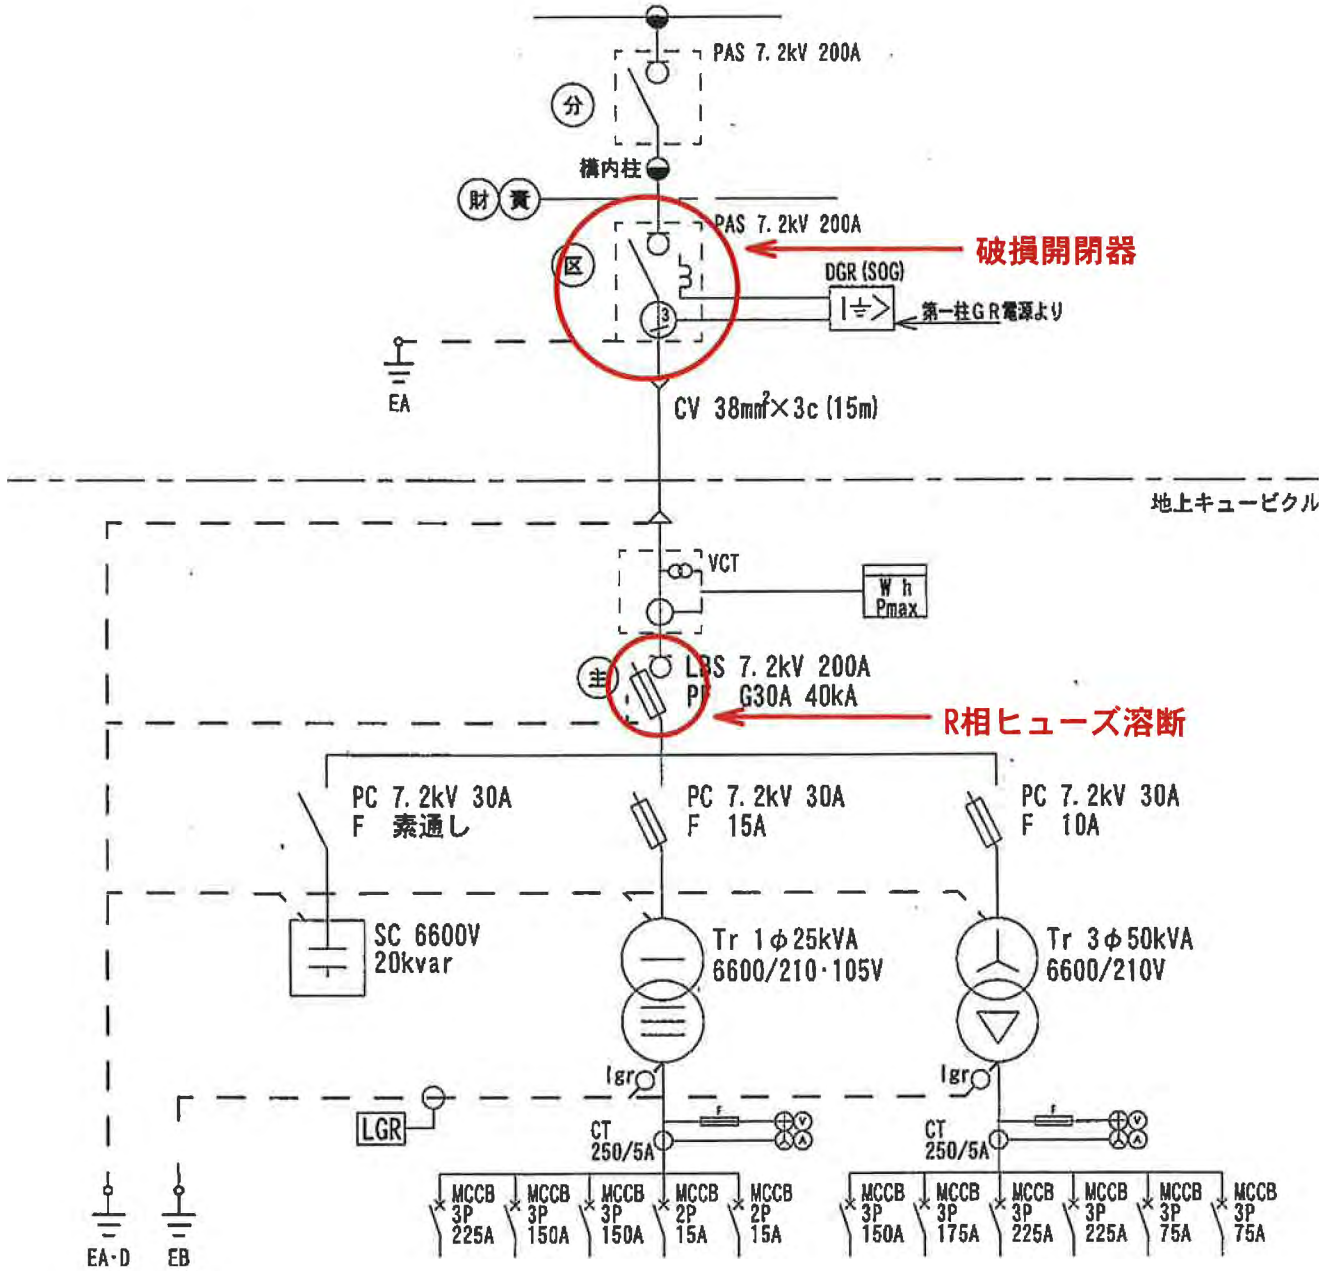 PAS 7.2kV 200A
分
構内柱
財 責
PAS 7.2kV 200A
破損開閉器
区
DGR(SOG)
I
第一柱GR電源より
3
EA
CV 38mm²×3c(15m)
地上キュービクル
VCT
Wh
Pmax
主
LBS 7.2kV 200A
PF G30A 40kA
R相ヒューズ溶断
PC 7.2kV 30A
F 素通し
PC 7.2kV 30A
F 15A
PC 7.2kV 30A
F 10A
SC 6600V
20kvar
Tr 1φ25kVA
6600/210・105V
Tr 3φ50kVA
6600/210V
Igr
Igr
LGR
F
V
A
CT
250/5A
F
V
A
CT
250/5A
MCCB
3P
225A
MCCB
3P
150A
MCCB
3P
150A
MCCB
2P
15A
MCCB
2P
15A
MCCB
3P
150A
MCCB
3P
175A
MCCB
3P
225A
MCCB
3P
225A
MCCB
3P
75A
MCCB
3P
75A
EA・D
EB